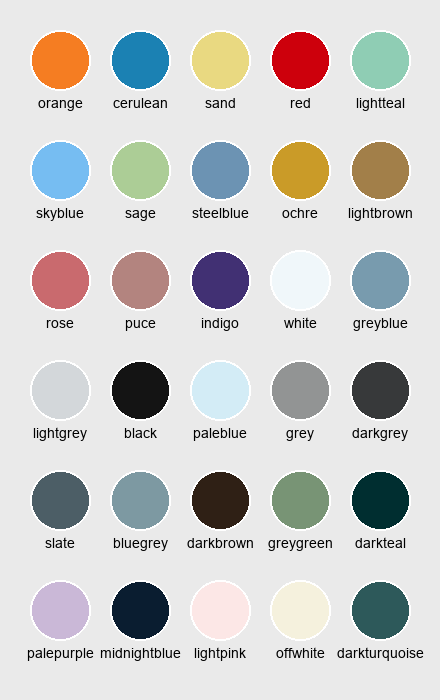 orange cerulean sand red lightteal
skyblue sage steelblue ochre lightbrown
rose puce indigo white greyblue
lightgrey black paleblue grey darkgrey
slate bluegrey darkbrown greygreen darkteal
palepurple midnightblue lightpink offwhite darkturquoise